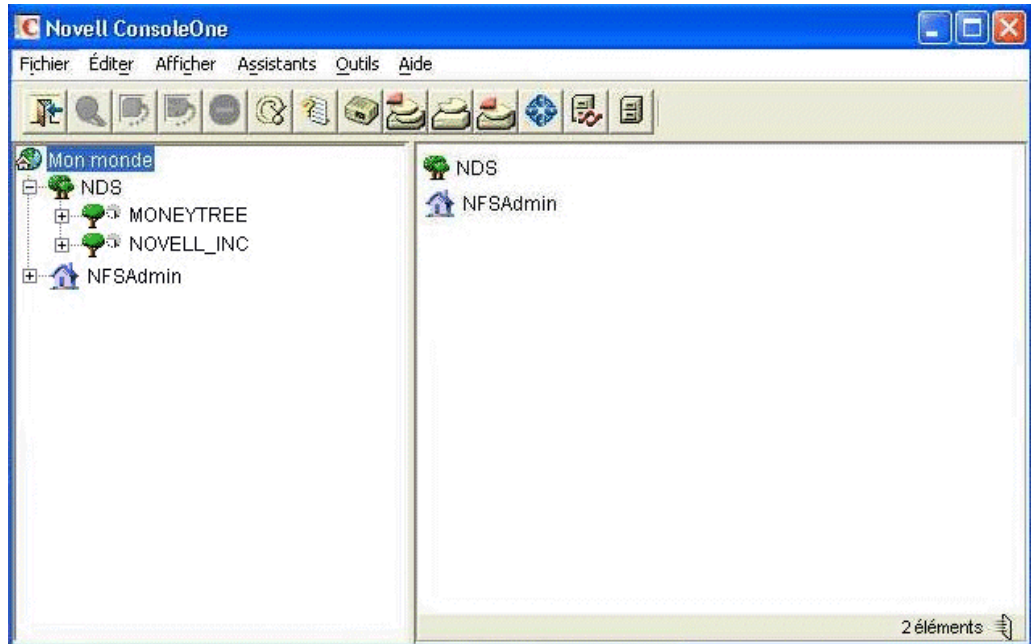 Novell ConsoleOne
Fichier Éditer Afficher Assistants Outils Aide
Mon monde
NDS
MONEYTREE
NOVELL_INC
NFSAdmin
NDS
NFSAdmin
2 éléments